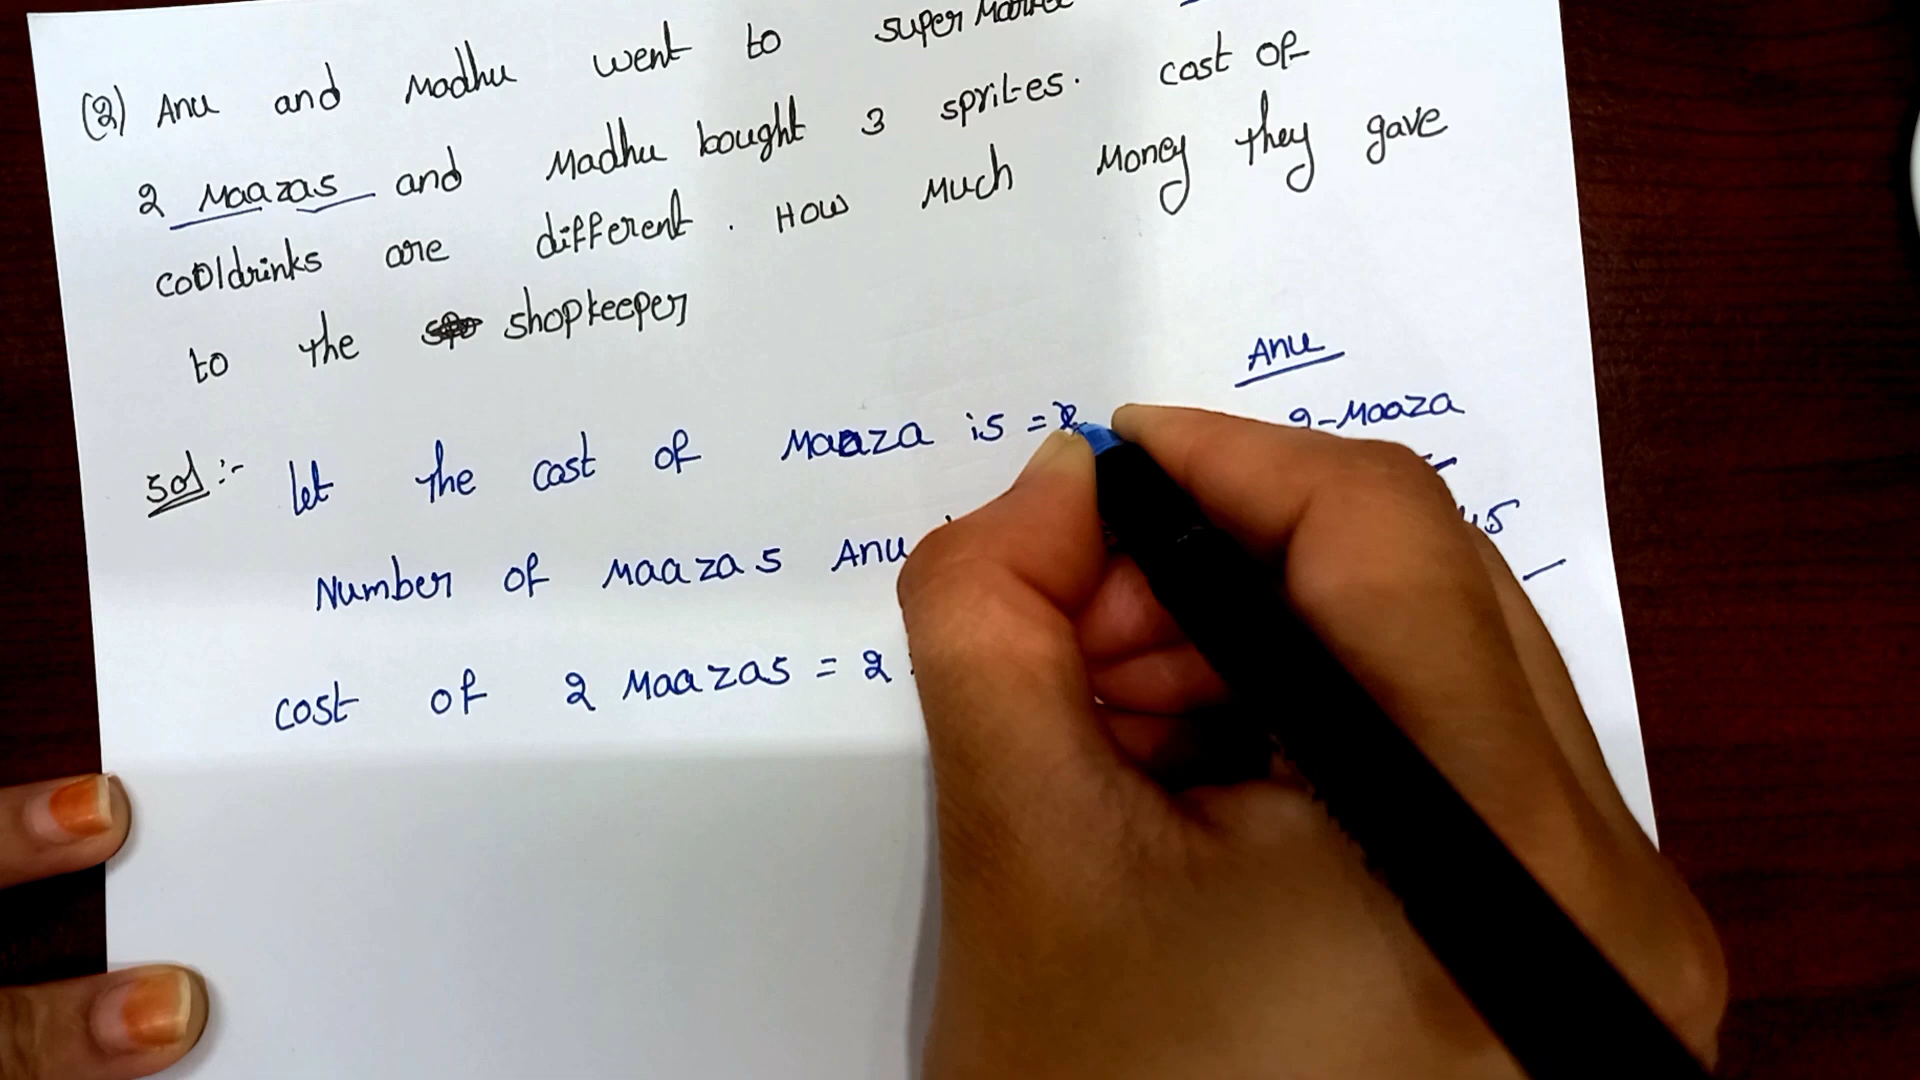 (2) Anu and Madhu went to super
2 Maazas and Madhu bought 3 sprites. cost of
cooldrinks are different. How Much Money they gave
to the shopkeeper
Sol:- let the cost of Maaza is =
Number of Maazas Anu
cost of 2 Maazas = 2
Anu
2-Maaza